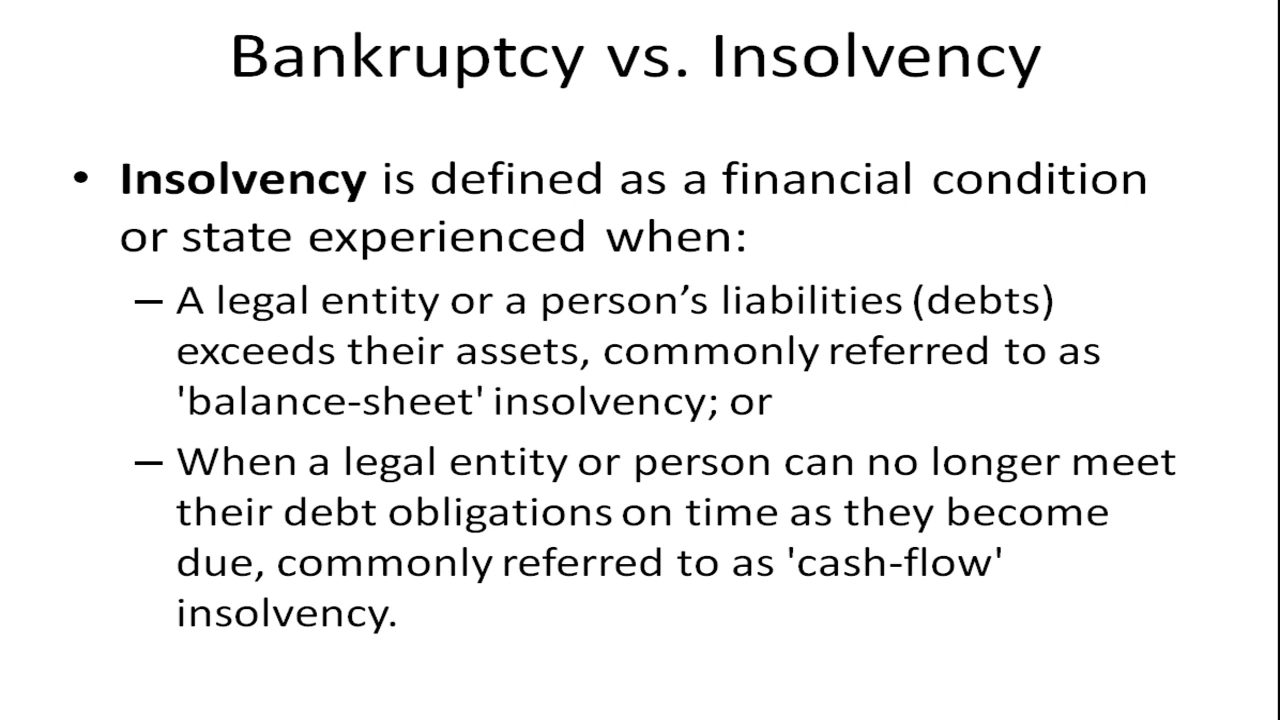 Bankruptcy vs. Insolvency
• Insolvency is defined as a financial condition
or state experienced when:
– A legal entity or a person’s liabilities (debts)
exceeds their assets, commonly referred to as
'balance-sheet' insolvency; or
– When a legal entity or person can no longer meet
their debt obligations on time as they become
due, commonly referred to as 'cash-flow'
insolvency.